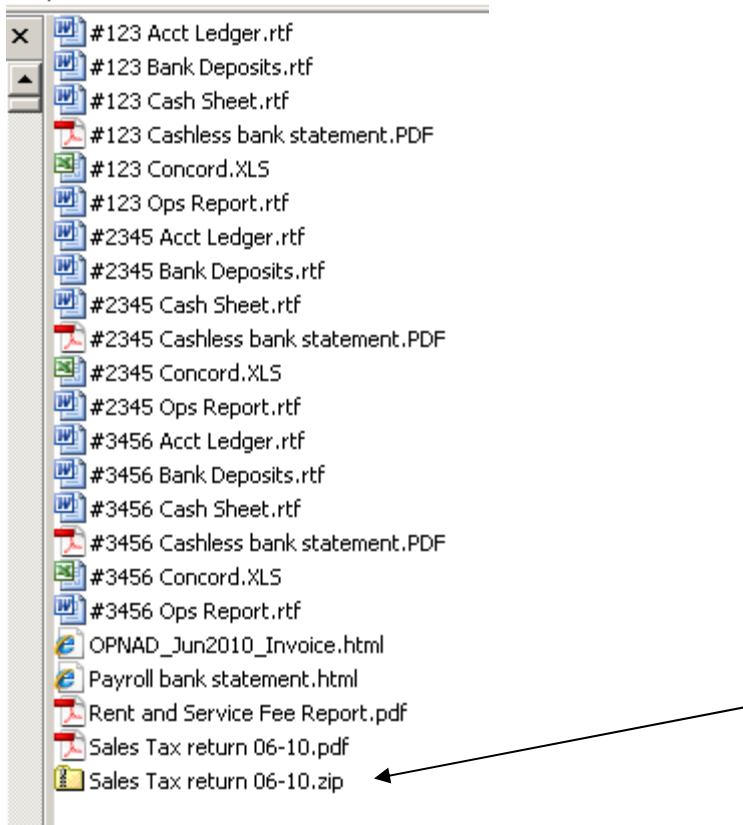 #123 Acct Ledger.rtf
#123 Bank Deposits.rtf
#123 Cash Sheet.rtf
#123 Cashless bank statement.PDF
#123 Concord.XLS
#123 Ops Report.rtf
#2345 Acct Ledger.rtf
#2345 Bank Deposits.rtf
#2345 Cash Sheet.rtf
#2345 Cashless bank statement.PDF
#2345 Concord.XLS
#2345 Ops Report.rtf
#3456 Acct Ledger.rtf
#3456 Bank Deposits.rtf
#3456 Cash Sheet.rtf
#3456 Cashless bank statement.PDF
#3456 Concord.XLS
#3456 Ops Report.rtf
OPNAD_Jun2010_Invoice.html
Payroll bank statement.html
Rent and Service Fee Report.pdf
Sales Tax return 06-10.pdf
Sales Tax return 06-10.zip